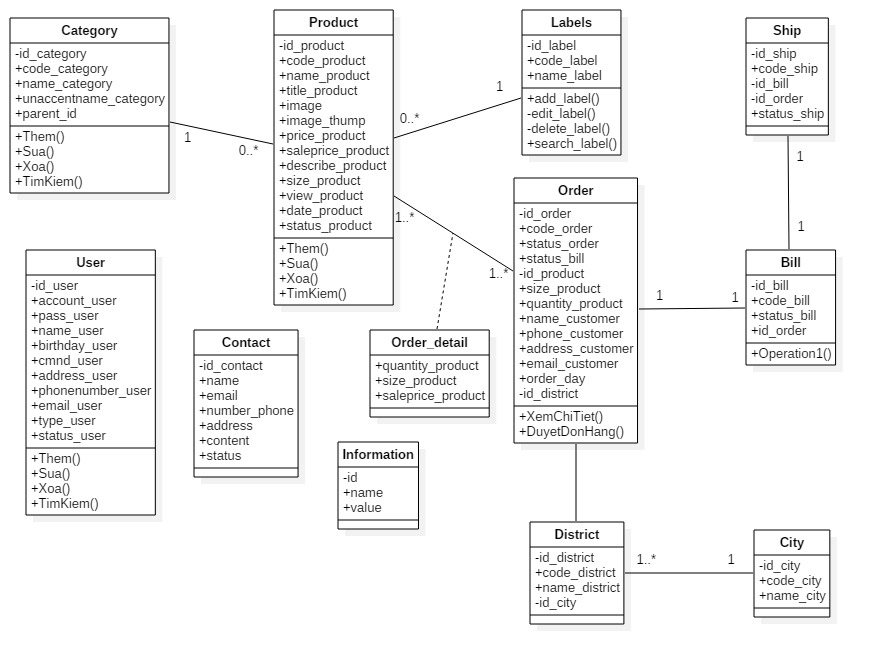 Category
-id_category
+code_category
+name_category
+unaccentname_category
+parent_id
+Them()
+Sua()
+Xoa()
+TimKiem()
1
0..*
Product
-id_product
+code_product
+name_product
+title_product
+image
+image_thump
+price_product
+saleprice_product
+describe_product
+size_product
+view_product
+date_product
+status_product
+Them()
+Sua()
+Xoa()
+TimKiem()
0..*
1
Labels
-id_label
+code_label
+name_label
+add_label()
-edit_label()
-delete_label()
+search_label()
Ship
-id_ship
+code_ship
-id_bill
-id_order
+status_ship
1
1
1..*
1..*
Order
-id_order
+code_order
+status_order
+status_bill
-id_product
+size_product
+quantity_product
+name_customer
+phone_customer
+address_customer
+email_customer
+order_day
-id_district
+XemChiTiet()
+DuyetDonHang()
1
1
Bill
-id_bill
+code_bill
+status_bill
+id_order
+Operation1()
User
-id_user
+account_user
+pass_user
+name_user
+birthday_user
+cmnd_user
+address_user
+phonenumber_user
+email_user
+type_user
+status_user
+Them()
+Sua()
+Xoa()
+TimKiem()
Contact
-id_contact
+name
+email
+number_phone
+address
+content
+status
Order_detail
+quantity_product
+size_product
+saleprice_product
Information
-id
+name
+value
District
-id_district
+code_district
+name_district
-id_city
1..*
1
City
-id_city
+code_city
+name_city